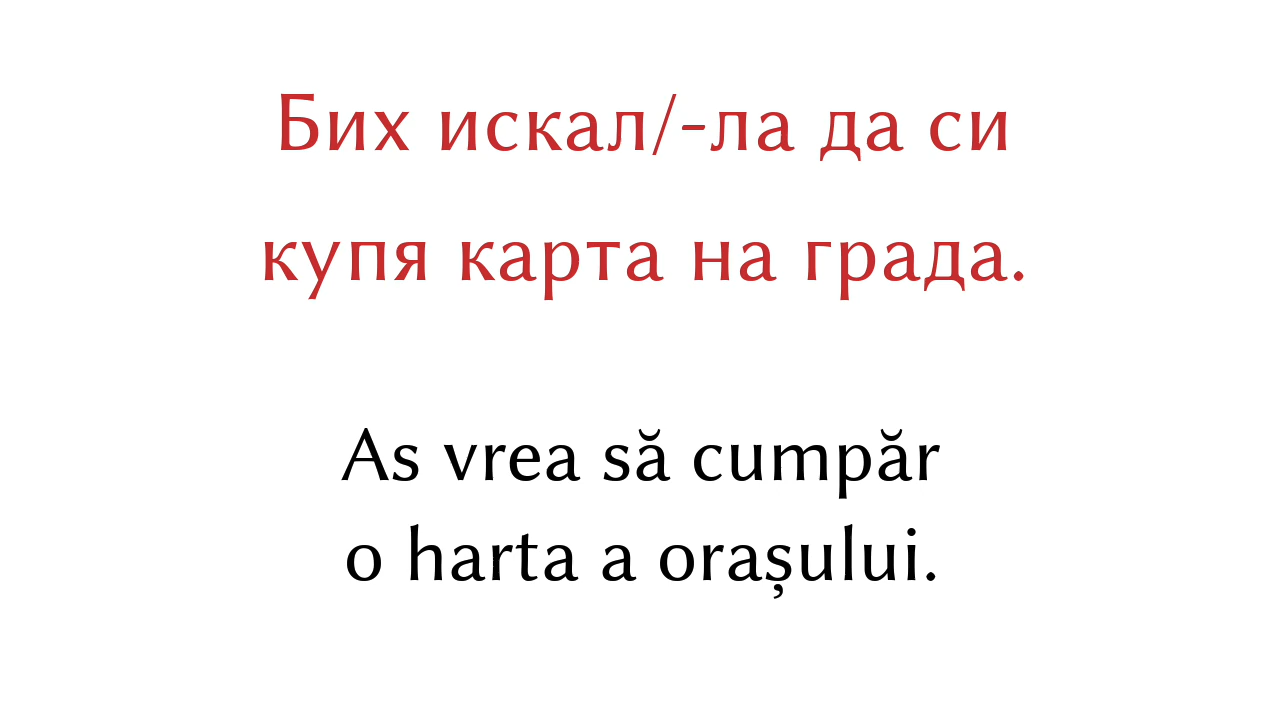 Бих искал/-ла да си
купя карта на града.
As vrea să cumpăr
o harta a orașului.